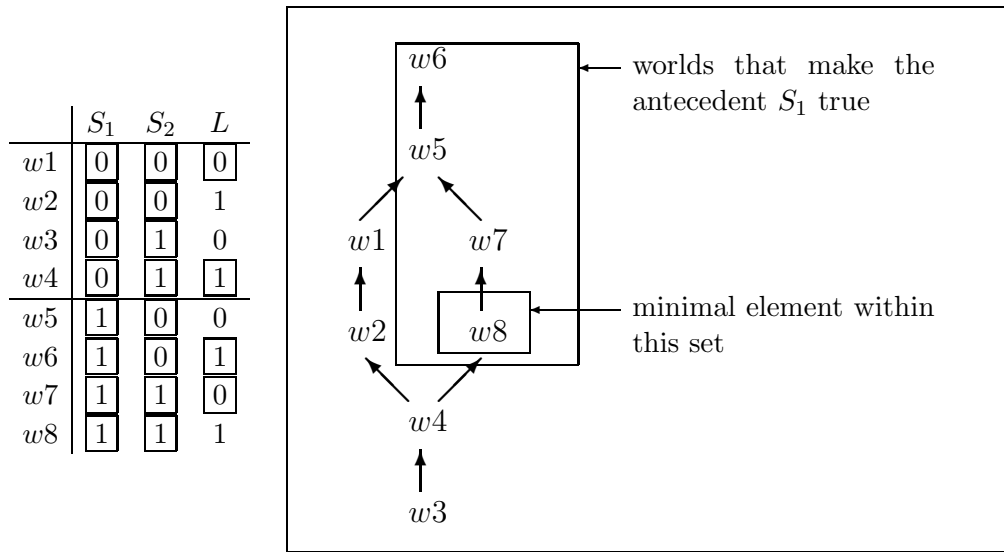 S₁ S₂ L
w1 0 0 0
w2 0 0 1
w3 0 1 0
w4 0 1 1
w5 1 0 0
w6 1 0 1
w7 1 1 0
w8 1 1 1
w6
w5
w1 w7
w2 w8
w4
w3
worlds that make the
antecedent S₁ true
minimal element within
this set